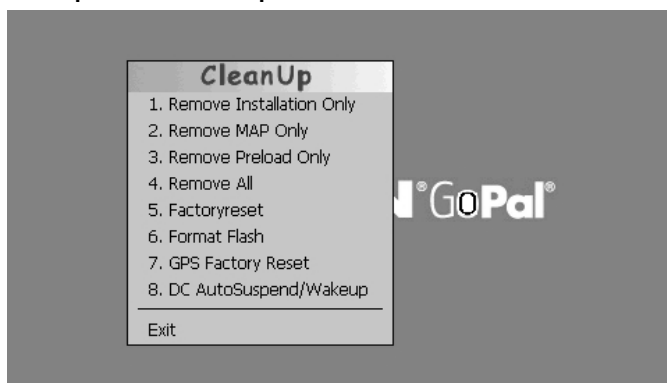 CleanUp
1. Remove Installation Only
2. Remove MAP Only
3. Remove Preload Only
4. Remove All
5. Factoryreset
6. Format Flash
7. GPS Factory Reset
8. DC AutoSuspend/Wakeup
Exit
N®GoPal®